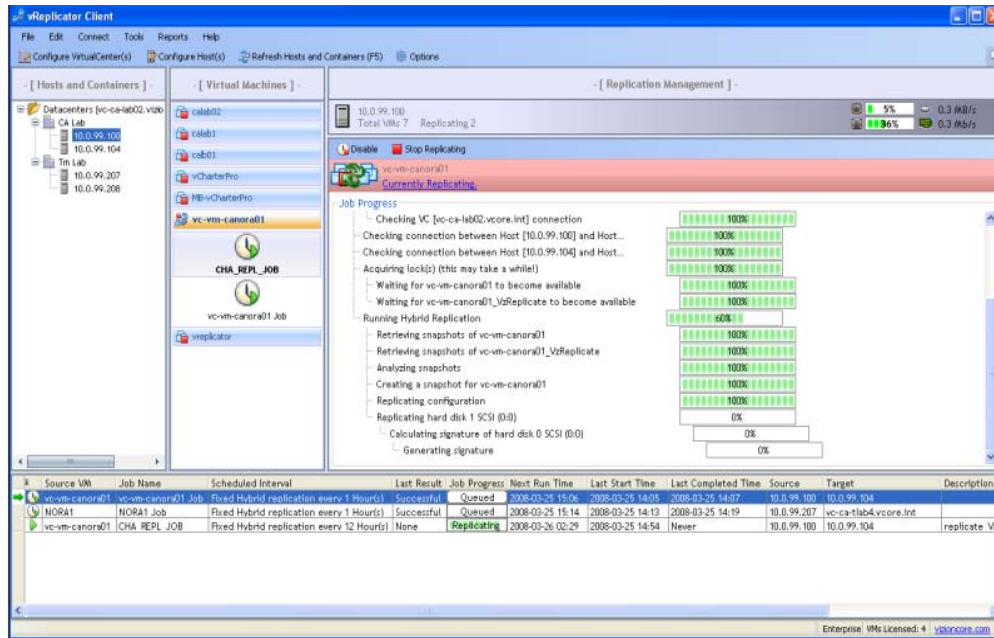 vReplicator Client
File Edit Connect Tools Reports Help
Configure VirtualCenter(s) Configure Host(s) Refresh Hosts and Containers (F5) Options
- [ Hosts and Containers ] -
Datacenters [vc-ca-lab02.vizio
CA Lab
10.0.99.100
10.0.99.104
Tm Lab
10.0.99.207
10.0.99.208
- [ Virtual Machines ] -
calab02
calab1
calb01
vCharterPro
MB-vCharterPro
vc-vm-canora01
CHA_REPL_JOB
vc-vm-canora01 Job
vreplicator
- [ Replication Management ] -
10.0.99.100
Total VMs 7 Replicating 2
5% 0.3 MB/s
36% 0.3 Mb/s
Disable Stop Replicating
vc-vm-canora01
Currently Replicating.
Job Progress
Checking VC [vc-ca-lab02.vcore.int] connection 100%
Checking connection between Host [10.0.99.100] and Host... 100%
Checking connection between Host [10.0.99.104] and Host... 100%
Acquiring lock(s) (this may take a while!) 100%
Waiting for vc-vm-canora01 to become available 100%
Waiting for vc-vm-canora01_VzReplicate to become available 100%
Running Hybrid Replication 60%
Retrieving snapshots of vc-vm-canora01 100%
Retrieving snapshots of vc-vm-canora01_VzReplicate 100%
Analyzing snapshots 100%
Creating a snapshot for vc-vm-canora01 100%
Replicating configuration 100%
Replicating hard disk 1 SCSI (0:0) 0%
Calculating signature of hard disk 0 SCSI (0:0) 0%
Generating signature 0%
Source VM Job Name Scheduled Interval Last Result Job Progress Next Run Time Last Start Time Last Completed Time Source Target Description
vc-vm-canora01 vc-vm-canora01 Job Fixed Hybrid replication every 1 Hour(s) Successful Queued 2008-03-25 15:06 2008-03-25 14:05 2008-03-25 14:07 10.0.99.100 10.0.99.104
NORA1 NORA1 Job Fixed Hybrid replication every 1 Hour(s) Successful Queued 2008-03-25 15:14 2008-03-25 14:13 2008-03-25 14:19 10.0.99.207 vc-ca-tlab4.vcore.int
vc-vm-canora01 CHA_REPL_JOB Fixed Hybrid replication every 12 Hour(s) None Replicating 2008-03-26 02:29 2008-03-25 14:54 Never 10.0.99.100 10.0.99.104 replicate V
Enterprise VMs Licensed: 4 vizioncore.com